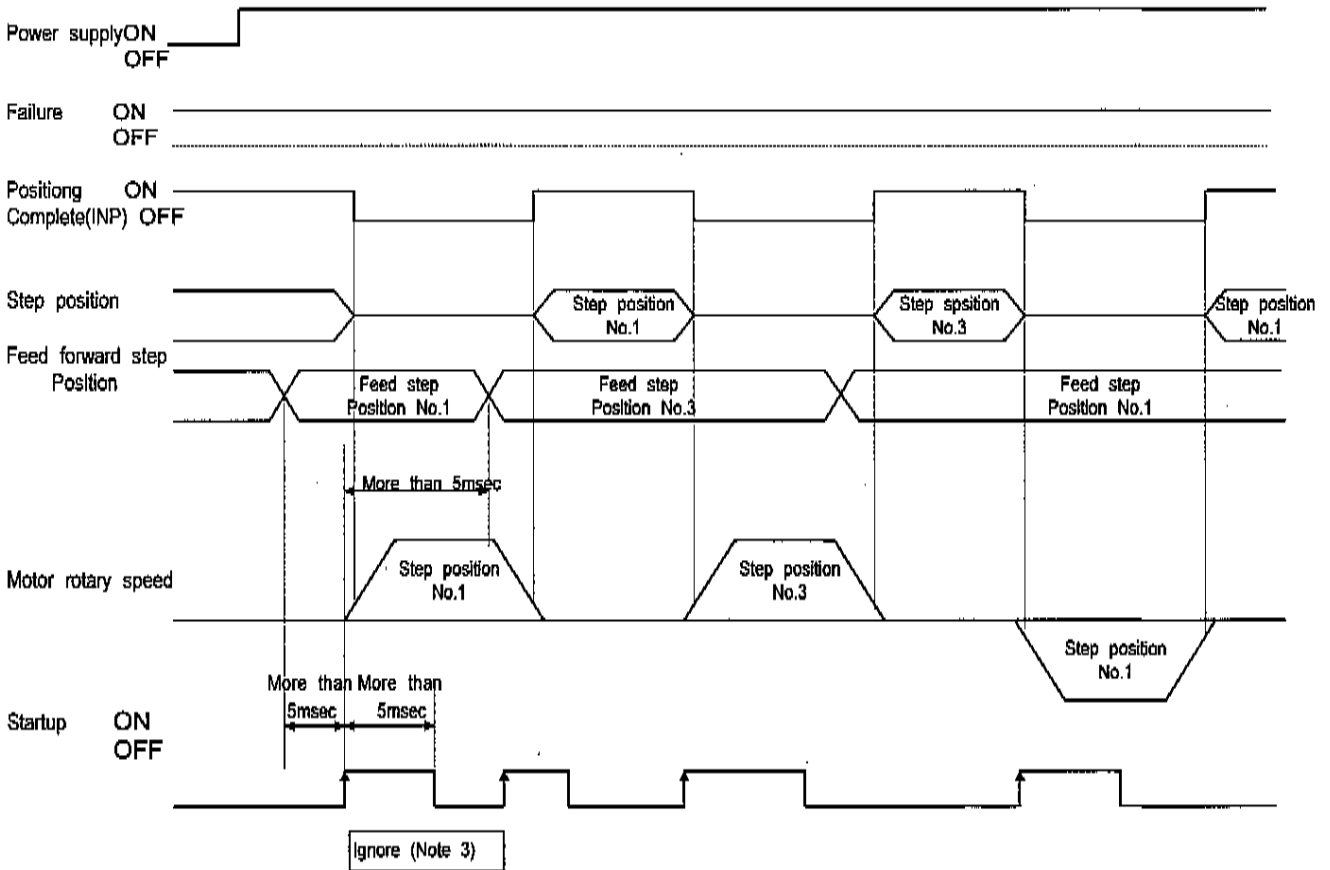 Power supplyON
OFF
Failure ON
OFF
Positiong ON
Complete(INP) OFF
Step position
Step position
No.1
Step spsition
No.3
Step position
No.1
Feed forward step
Position
Feed step
Position No.1
Feed step
Position No.3
Feed step
Position No.1
More than 5msec
Motor rotary speed
Step position
No.1
Step position
No.3
Step position
No.1
More than More than
5msec 5msec
Startup ON
OFF
Ignore (Note 3)